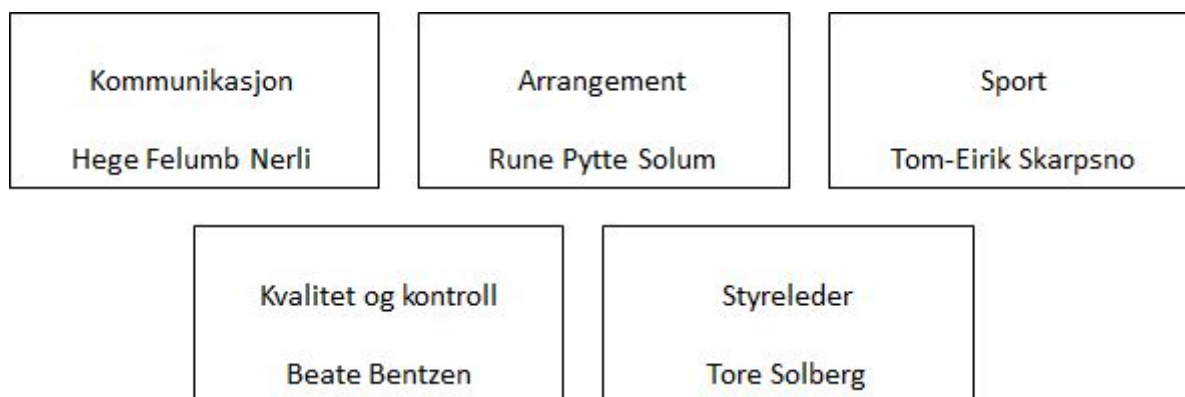 Kommunikasjon
Hege Felumb Nerli
Arrangement
Rune Pytte Solum
Sport
Tom-Eirik Skarpsno
Kvalitet og kontroll
Beate Bentzen
Styreleder
Tore Solberg